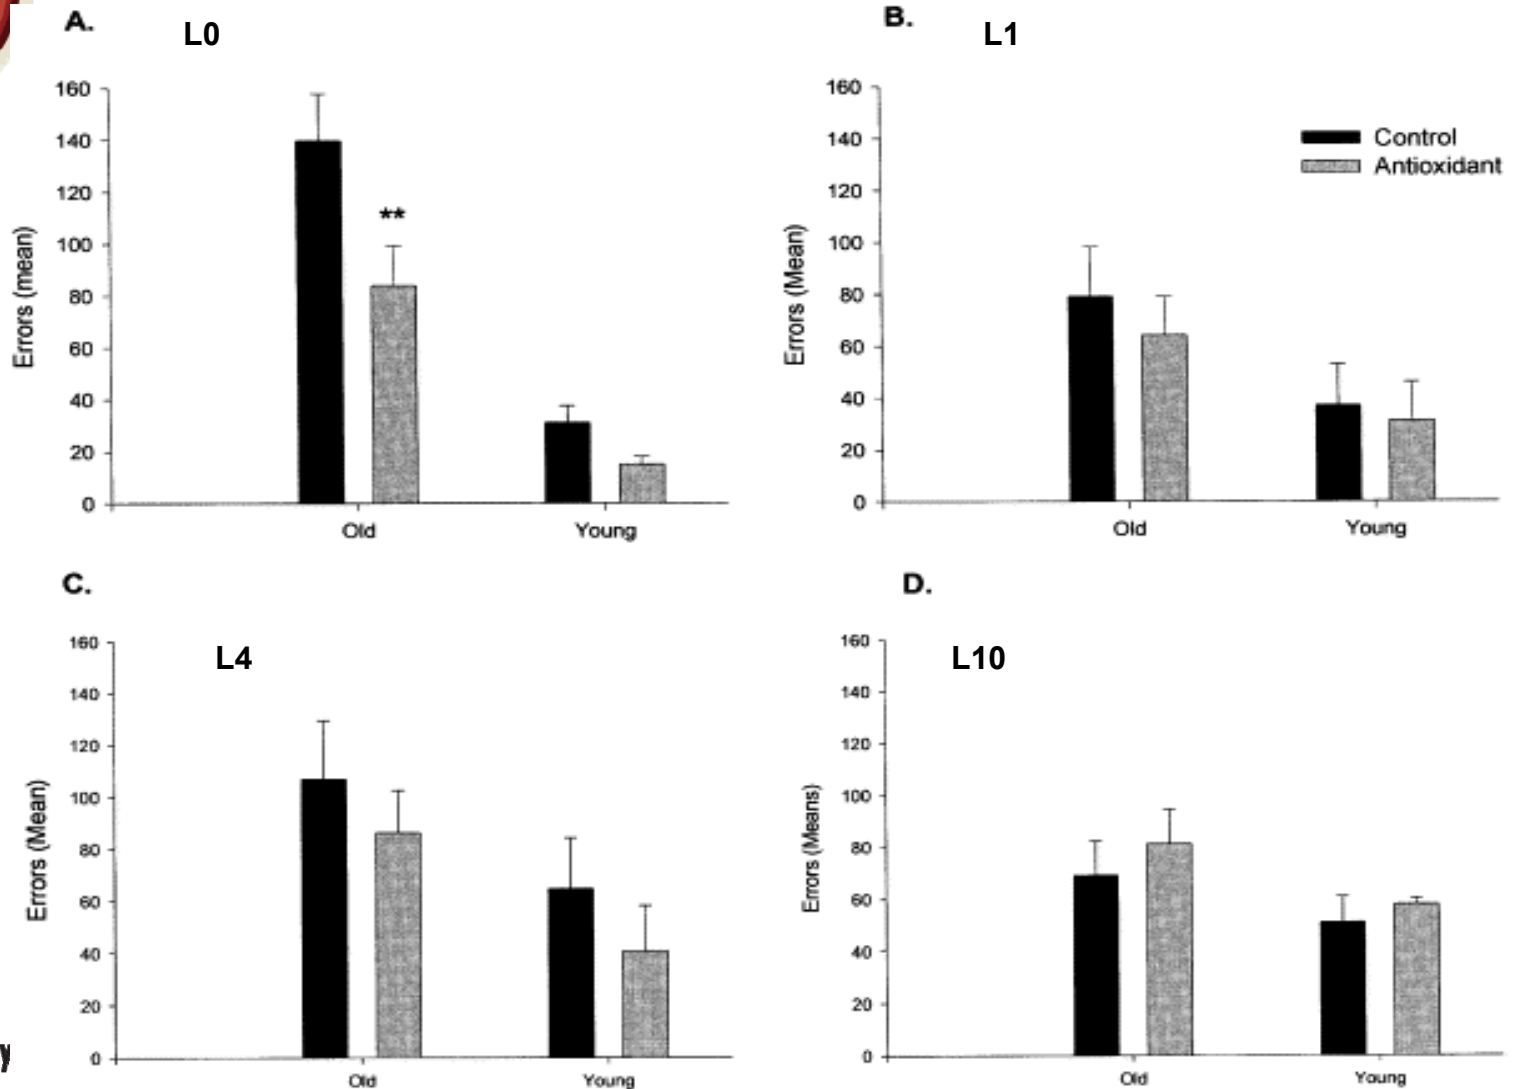 A.
L0
160
140
120
100
80
60
40
20
0
Errors (mean)
**
Old Young
B.
L1
160
140
120
100
80
60
40
20
0
Errors (Mean)
Control
Antioxidant
Old Young
C.
L4
160
140
120
100
80
60
40
20
0
Errors (Mean)
Old Young
D.
L10
160
140
120
100
80
60
40
20
0
Errors (Means)
Old Young
y